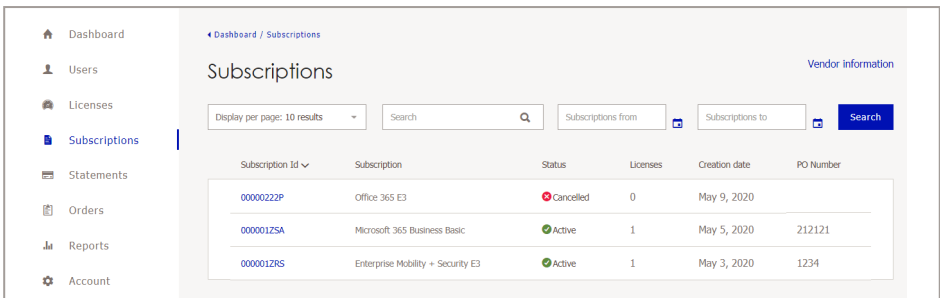 Dashboard
Users
Licenses
Subscriptions
Statements
Orders
Reports
Account
Dashboard / Subscriptions
Subscriptions
Vendor information
Display per page: 10 results
Search
Subscriptions from
Subscriptions to
Search
Subscription Id Subscription Status Licenses Creation date PO Number
00000222P Office 365 E3 Cancelled 0 May 9, 2020
000001ZSA Microsoft 365 Business Basic Active 1 May 5, 2020 212121
000001ZRS Enterprise Mobility + Security E3 Active 1 May 3, 2020 1234